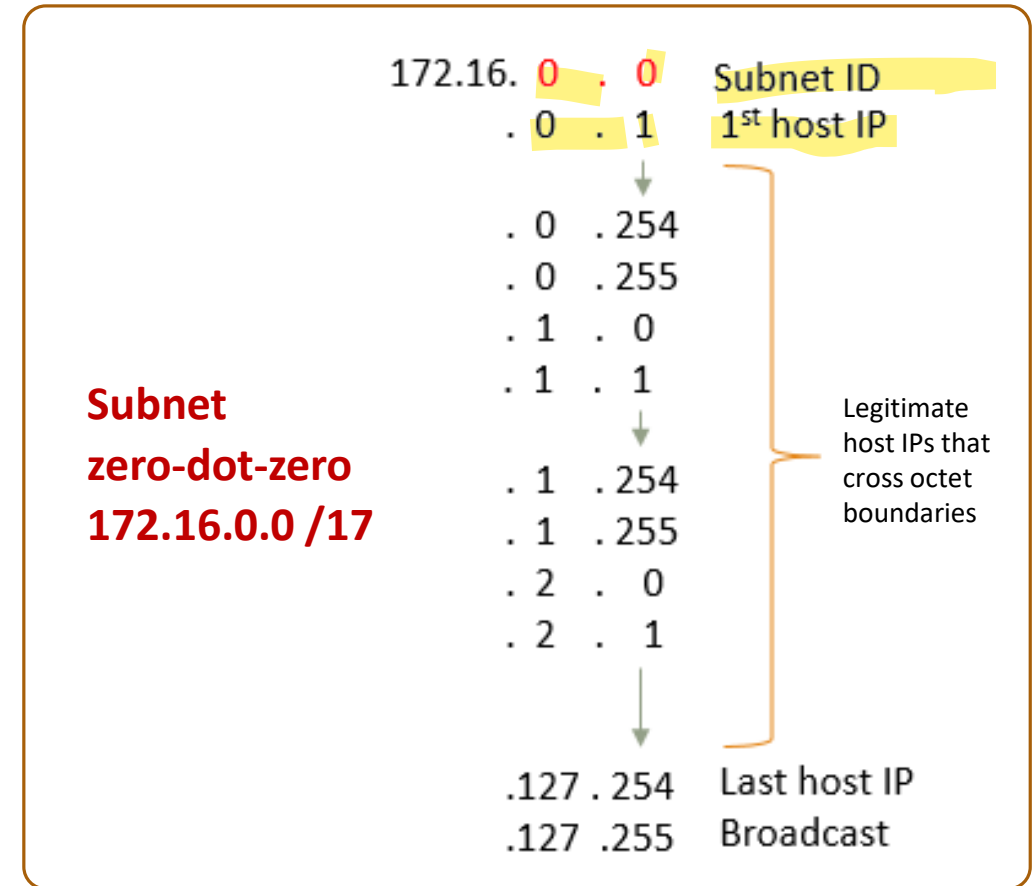 172.16. 0 . 0 Subnet ID
. 0 . 1 1st host IP
. 0 . 254
. 0 . 255
. 1 . 0
. 1 . 1
. 1 . 254
. 1 . 255
. 2 . 0
. 2 . 1
.127 . 254 Last host IP
.127 .255 Broadcast
Subnet
zero-dot-zero
172.16.0.0 /17
Legitimate
host IPs that
cross octet
boundaries